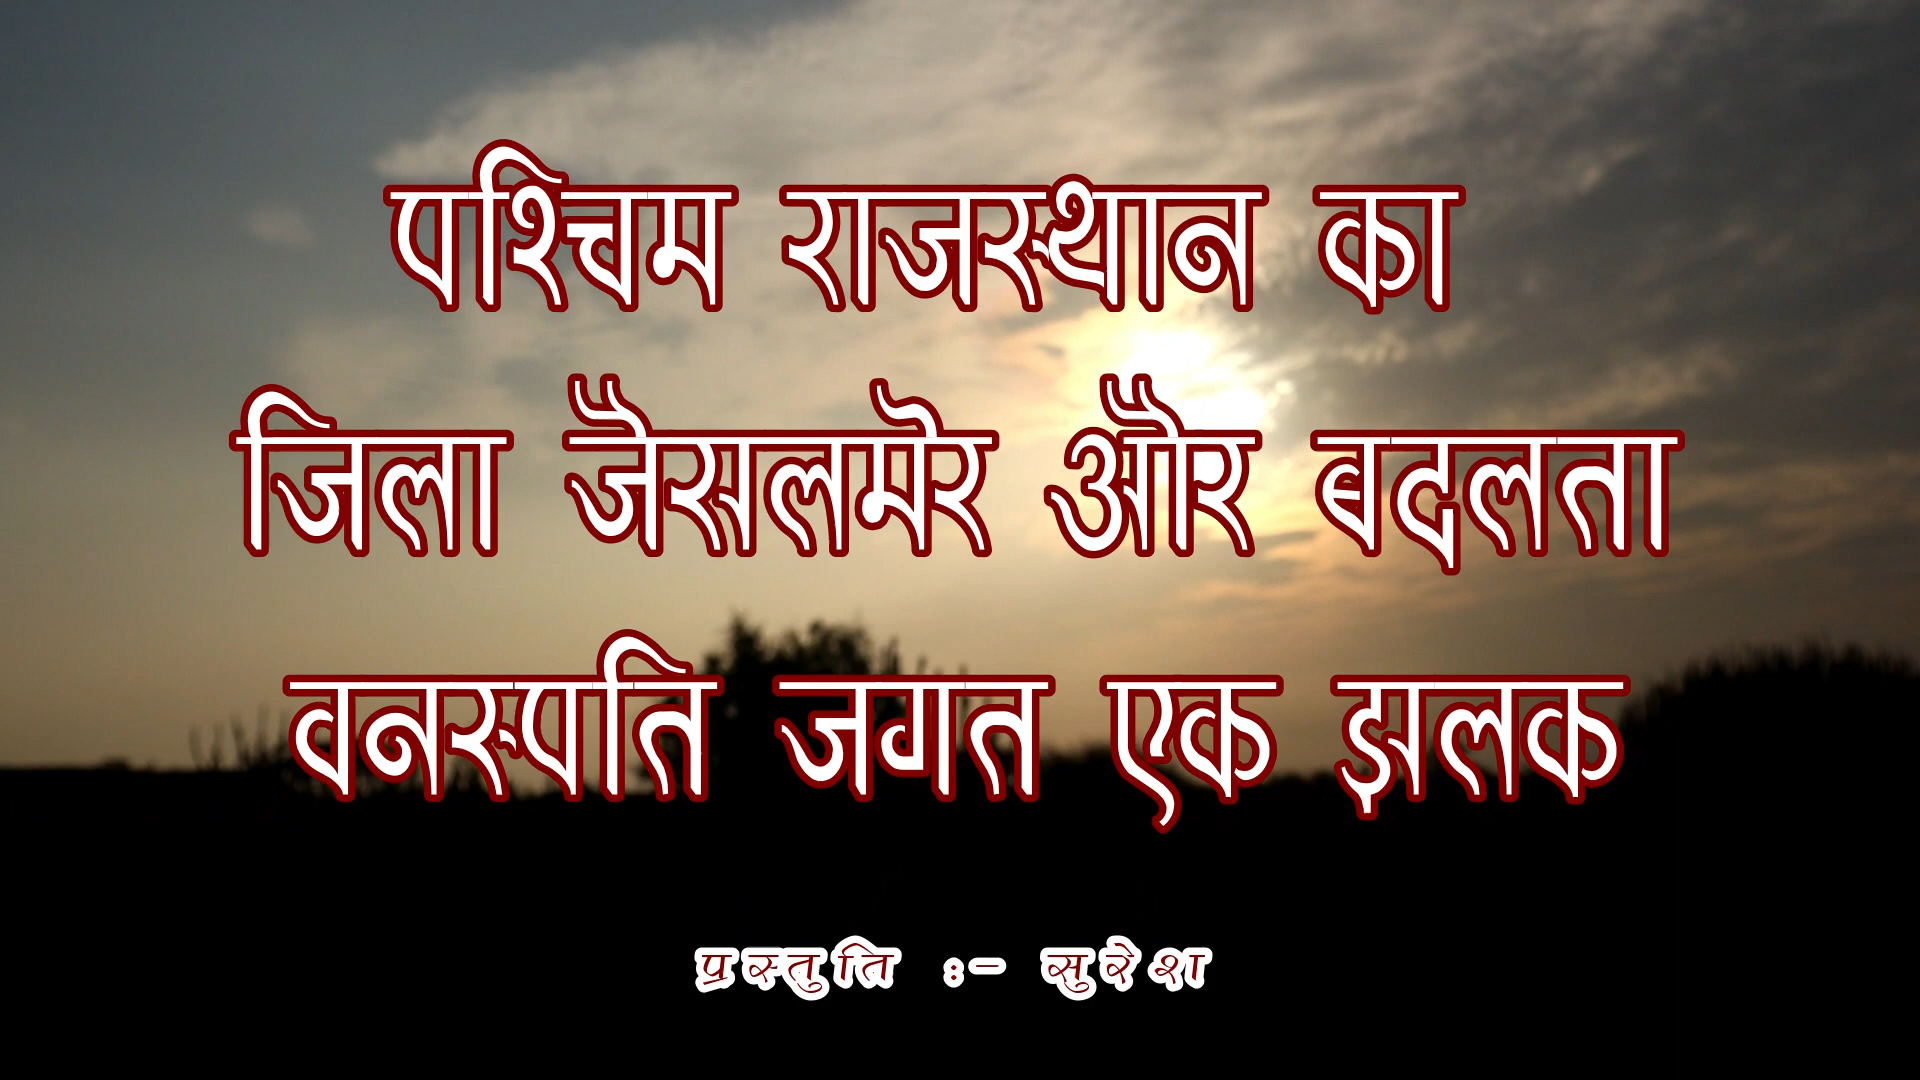 पश्चिम राजस्थान का
जिला जैसलमेर और बदलता
वनस्पति जगत एक झलक
प्रस्तुति :- सुरेश